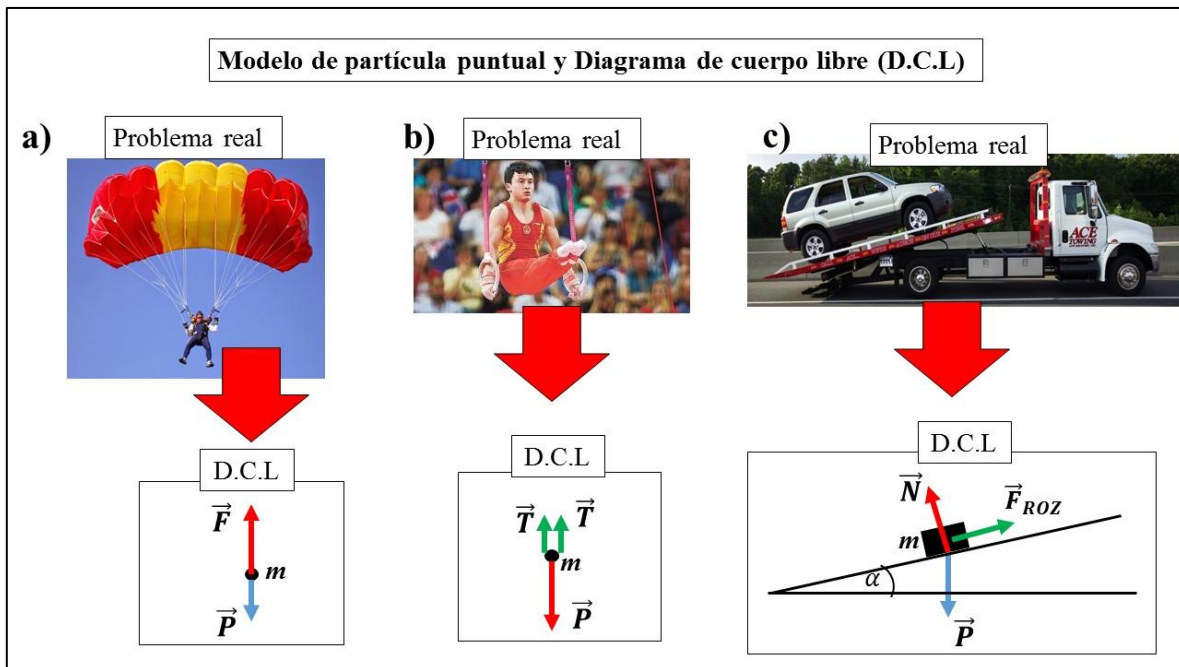 Modelo de partícula puntual y Diagrama de cuerpo libre (D.C.L)
a)
Problema real
b)
Problema real
c)
Problema real
ACE
TOWING
D.C.L
F⃗
m
P⃗
D.C.L
T⃗ T⃗
m
P⃗
D.C.L
N⃗
F⃗ROZ
m
α
P⃗